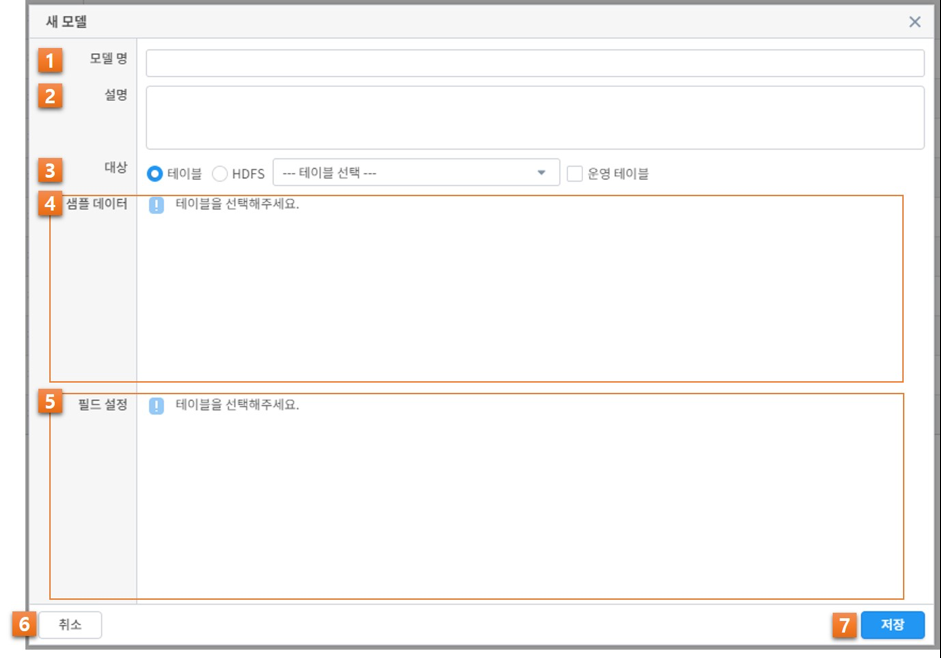 새 모델
1 모델 명
2 설명
3 대상 테이블 HDFS --- 테이블 선택 --- 운영 테이블
4 샘플 데이터 ! 테이블을 선택해주세요.
5 필드 설정 ! 테이블을 선택해주세요.
6 취소 7 저장